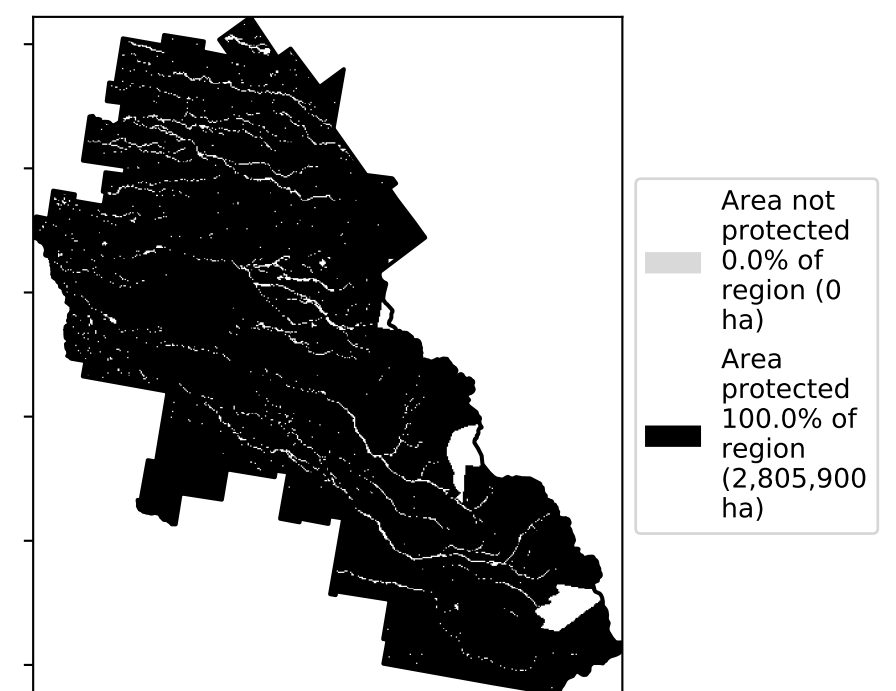 Area not
protected
0.0% of
region (0
ha)
Area
protected
100.0% of
region
(2,805,900
ha)